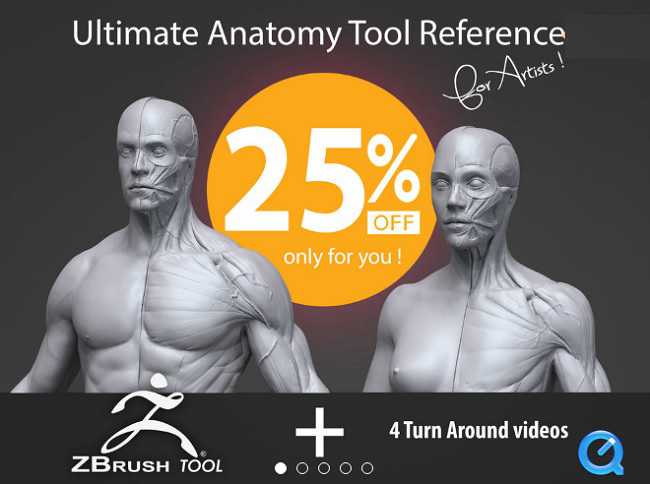 Ultimate Anatomy Tool Reference
for Artists !
25%
OFF
only for you !
ZBRUSH TOOL®
+
4 Turn Around videos